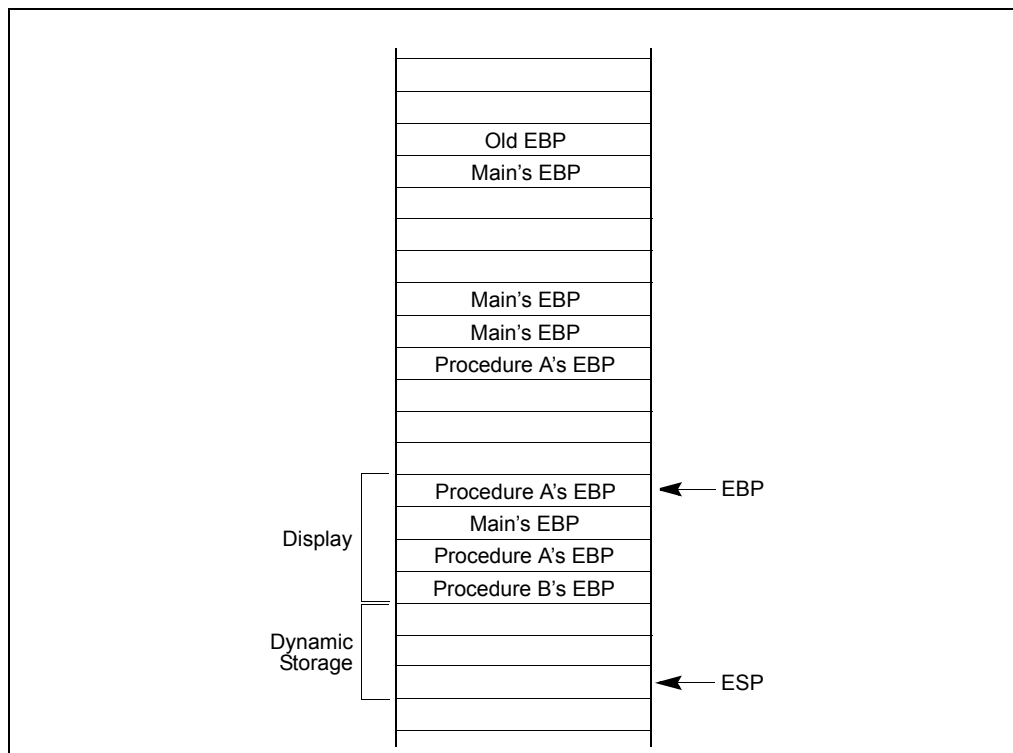 Old EBP
Main’s EBP
Main’s EBP
Main’s EBP
Procedure A’s EBP
Procedure A’s EBP
EBP
Main’s EBP
Display
Procedure A’s EBP
Procedure B’s EBP
Dynamic
Storage
ESP